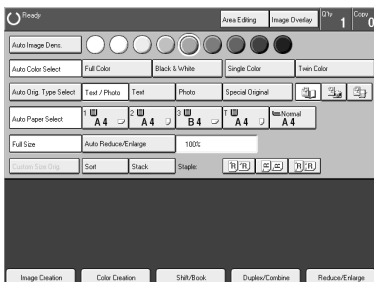 Ready Area Editing Image Overlay Q'ty 1 Copy 0
Auto Image Dens.
Auto Color Select Full Color Black & White Single Color Twin Color
Auto Orig. Type Select Text / Photo Text Photo Special Original
Auto Paper Select 1 A4 2 A4 3 B4 T A4 Normal A4
Full Size Auto Reduce/Enlarge 100%
Custom Size Orig. Sort Stack Staple:
Image Creation Color Creation Shift/Book Duplex/Combine Reduce/Enlarge